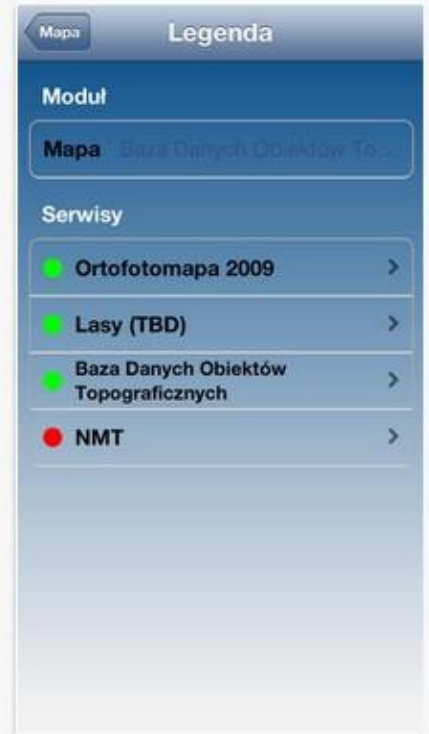 Mapa
Legenda
Moduł
Mapa Baza Danych Obiektów To...
Serwisy
Ortofotomapa 2009
Lasy (TBD)
Baza Danych Obiektów
Topograficznych
NMT